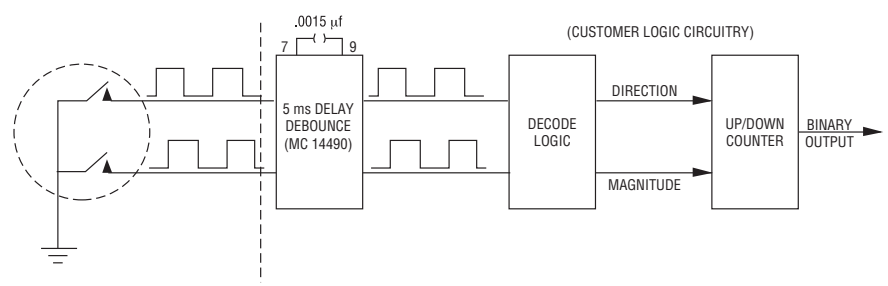 .0015 µf
7 9
(CUSTOMER LOGIC CIRCUITRY)
5 ms DELAY
DEBOUNCE
(MC 14490)
DECODE
LOGIC
DIRECTION
MAGNITUDE
UP/DOWN
COUNTER
BINARY
OUTPUT